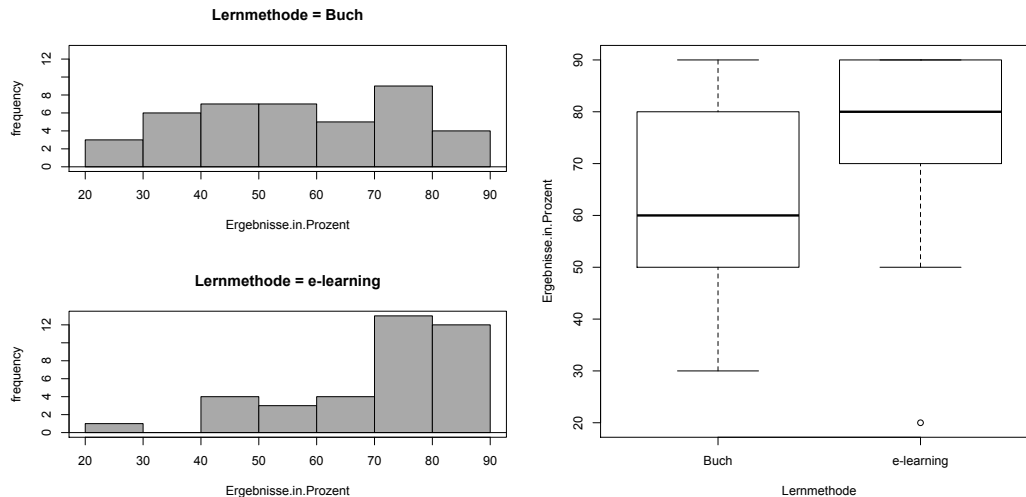 Lernmethode = Buch
frequency
0 2 4 6 8 12
20 30 40 50 60 70 80 90
Ergebnisse.in.Prozent
Lernmethode = e-learning
frequency
0 2 4 6 8 12
20 30 40 50 60 70 80 90
Ergebnisse.in.Prozent
Ergebnisse.in.Prozent
20 30 40 50 60 70 80 90
Buch e-learning
Lernmethode